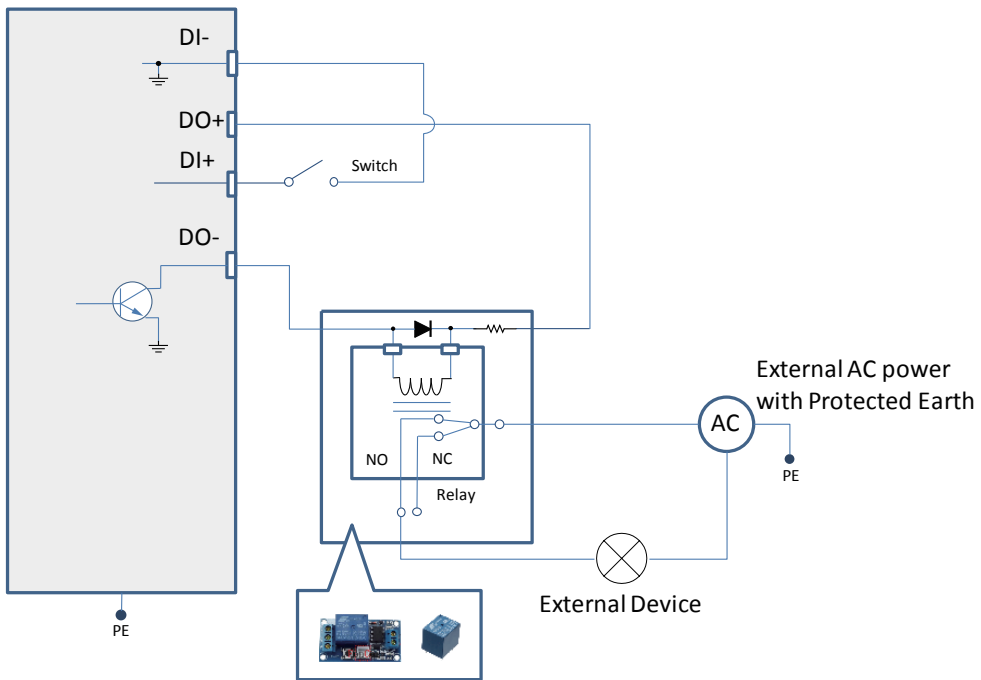 DI-
DO+
DI+
Switch
DO-
External AC power
with Protected Earth
AC
NO
NC
PE
Relay
External Device
PE